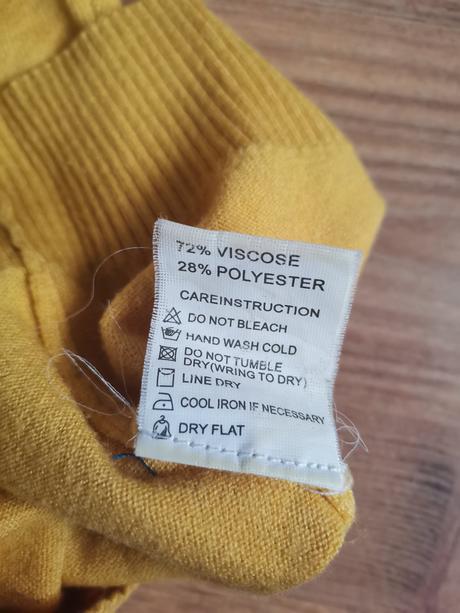 72% VISCOSE
28% POLYESTER
CAREINSTRUCTION
DO NOT BLEACH
HAND WASH COLD
DO NOT TUMBLE
DRY(WRING TO DRY)
LINE DRY
COOL IRON IF NECESSARY
DRY FLAT